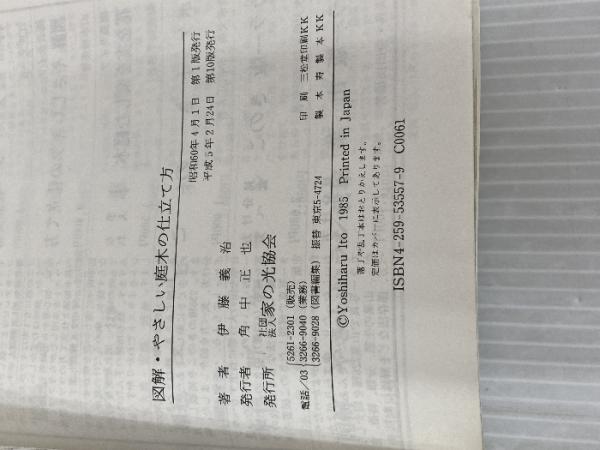 図解・やさしい庭木の仕立て方
昭和60年4月1日 第1版発行
平成5年2月24日 第10版発行
著者 伊藤義治
発行者 角中正也
発行所 社団法人 家の光協会
電話/03
5261-2301(販売)
3266-9040(業務)
3266-9028(図書編集) 振替 東京5-4724
印刷 三松堂印刷KK
製本 寿製本KK
©Yoshiharu Ito 1985 Printed in Japan
落丁や乱丁本はおとりかえします。
定価はカバーに表示してあります。
ISBN4-259-53557-9 C0061